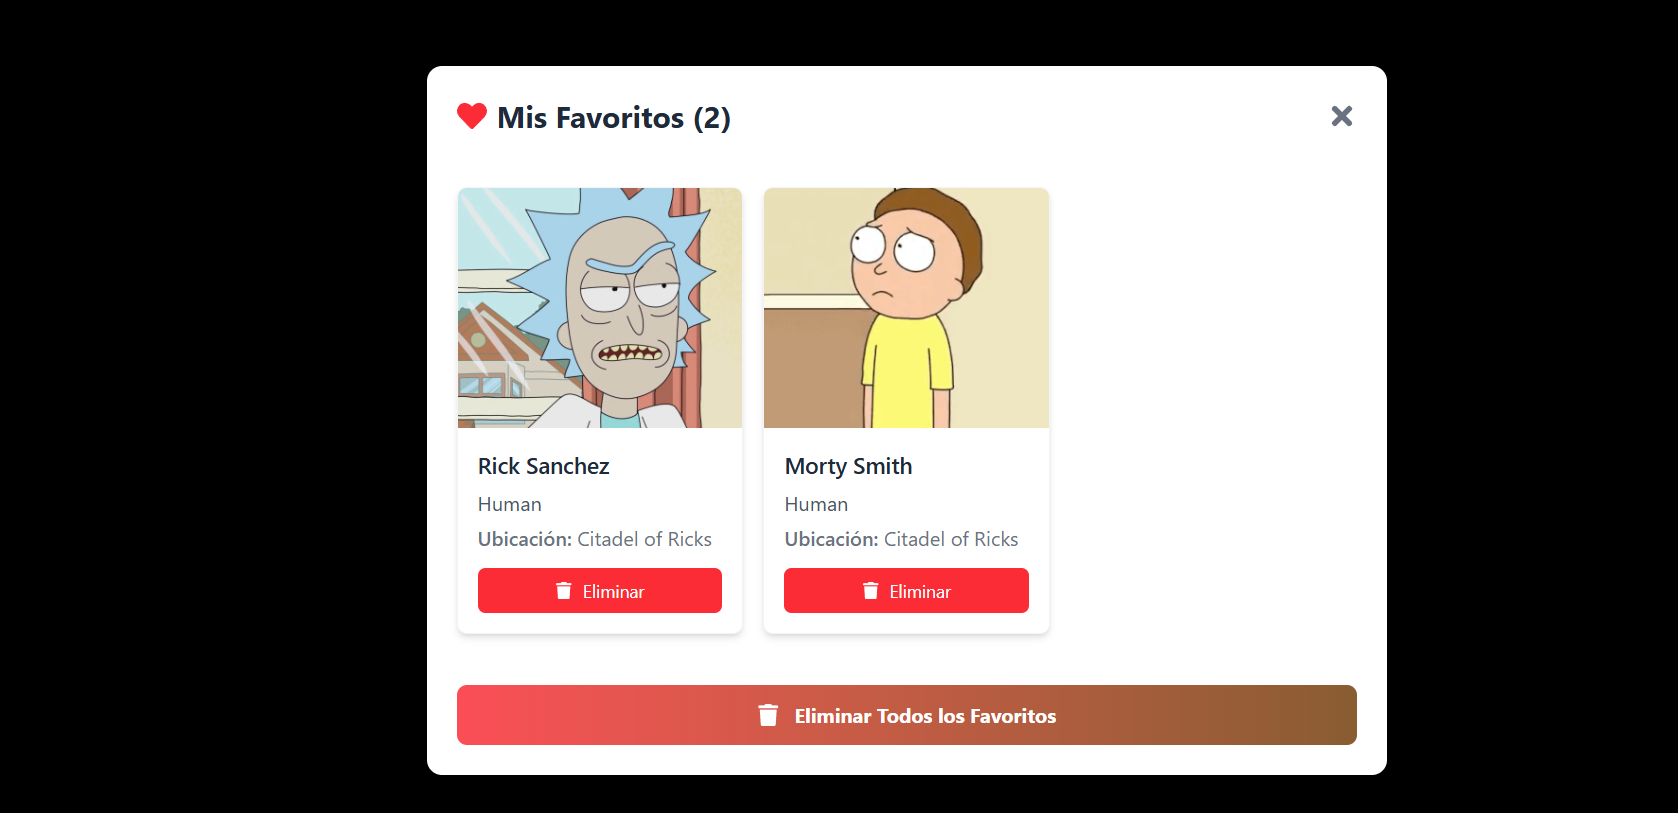 Mis Favoritos (2)
Rick Sanchez
Human
Ubicación: Citadel of Ricks
Eliminar
Morty Smith
Human
Ubicación: Citadel of Ricks
Eliminar
Eliminar Todos los Favoritos